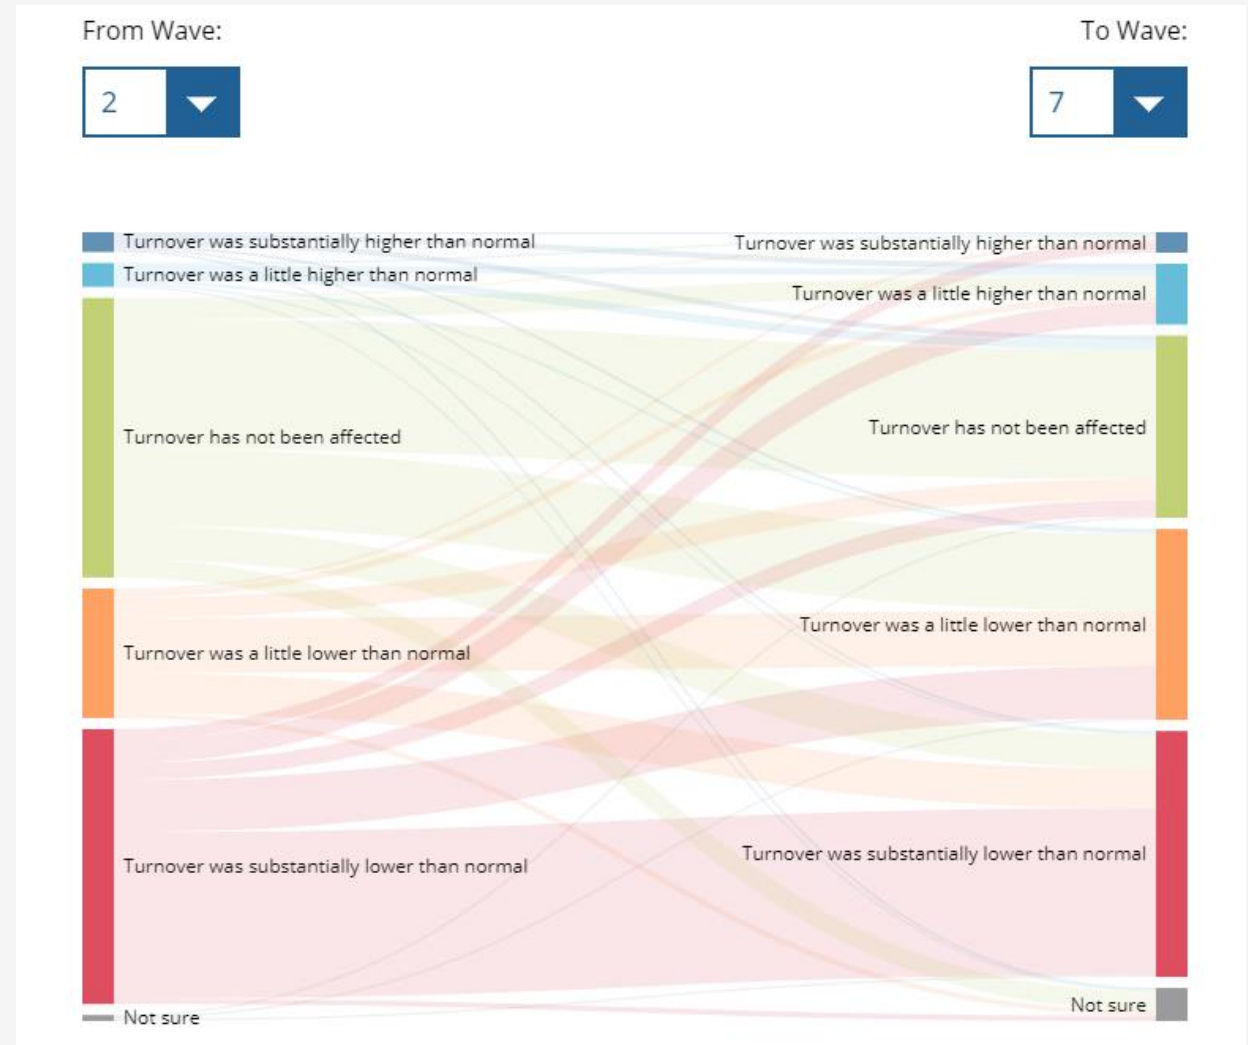 From Wave:
To Wave:
2
7
Turnover was substantially higher than normal
Turnover was substantially higher than normal
Turnover was a little higher than normal
Turnover was a little higher than normal
Turnover has not been affected
Turnover has not been affected
Turnover was a little lower than normal
Turnover was a little lower than normal
Turnover was substantially lower than normal
Turnover was substantially lower than normal
Not sure
Not sure